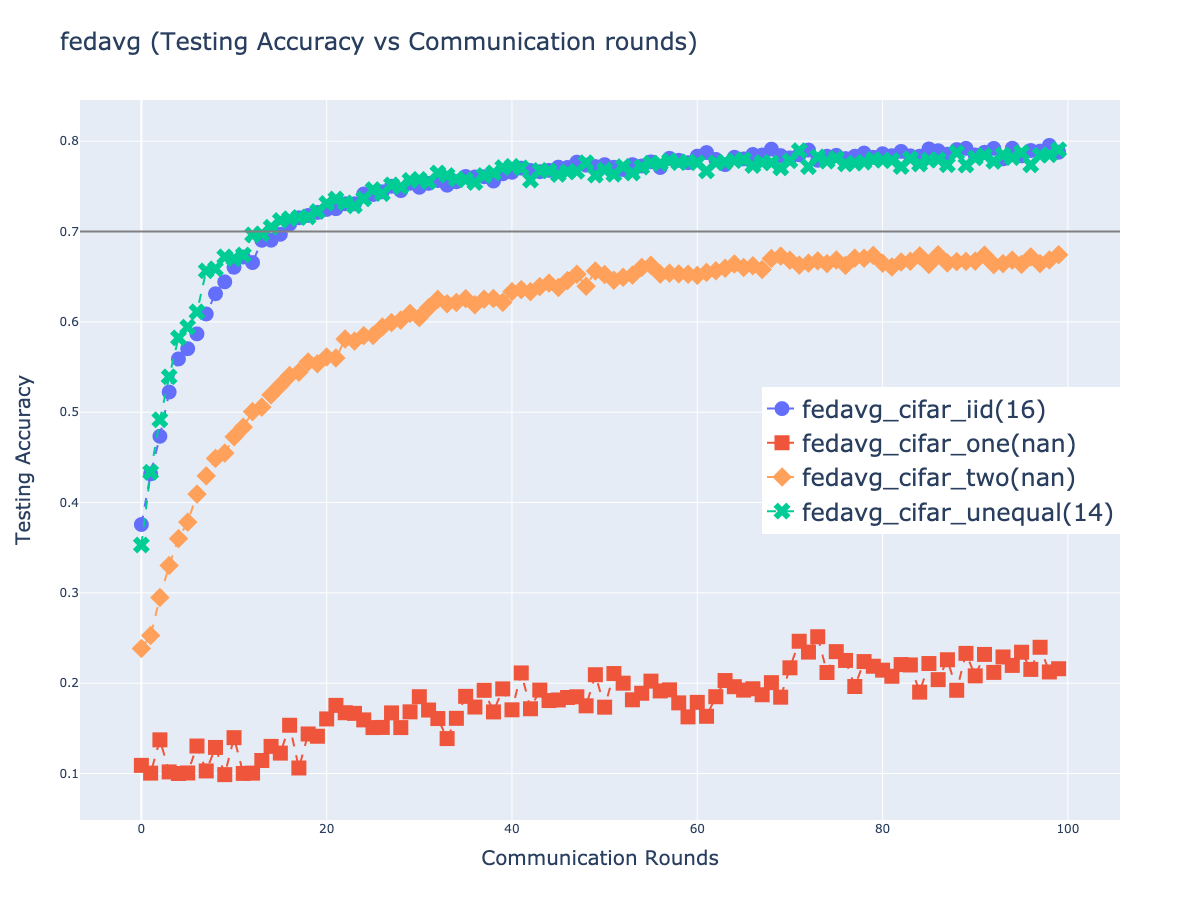 fedavg (Testing Accuracy vs Communication rounds)
0.8
0.7
0.6
0.5
0.4
0.3
0.2
0.1
Testing Accuracy
fedavg_cifar_iid(16)
fedavg_cifar_one(nan)
fedavg_cifar_two(nan)
fedavg_cifar_unequal(14)
0 20 40 60 80 100
Communication Rounds